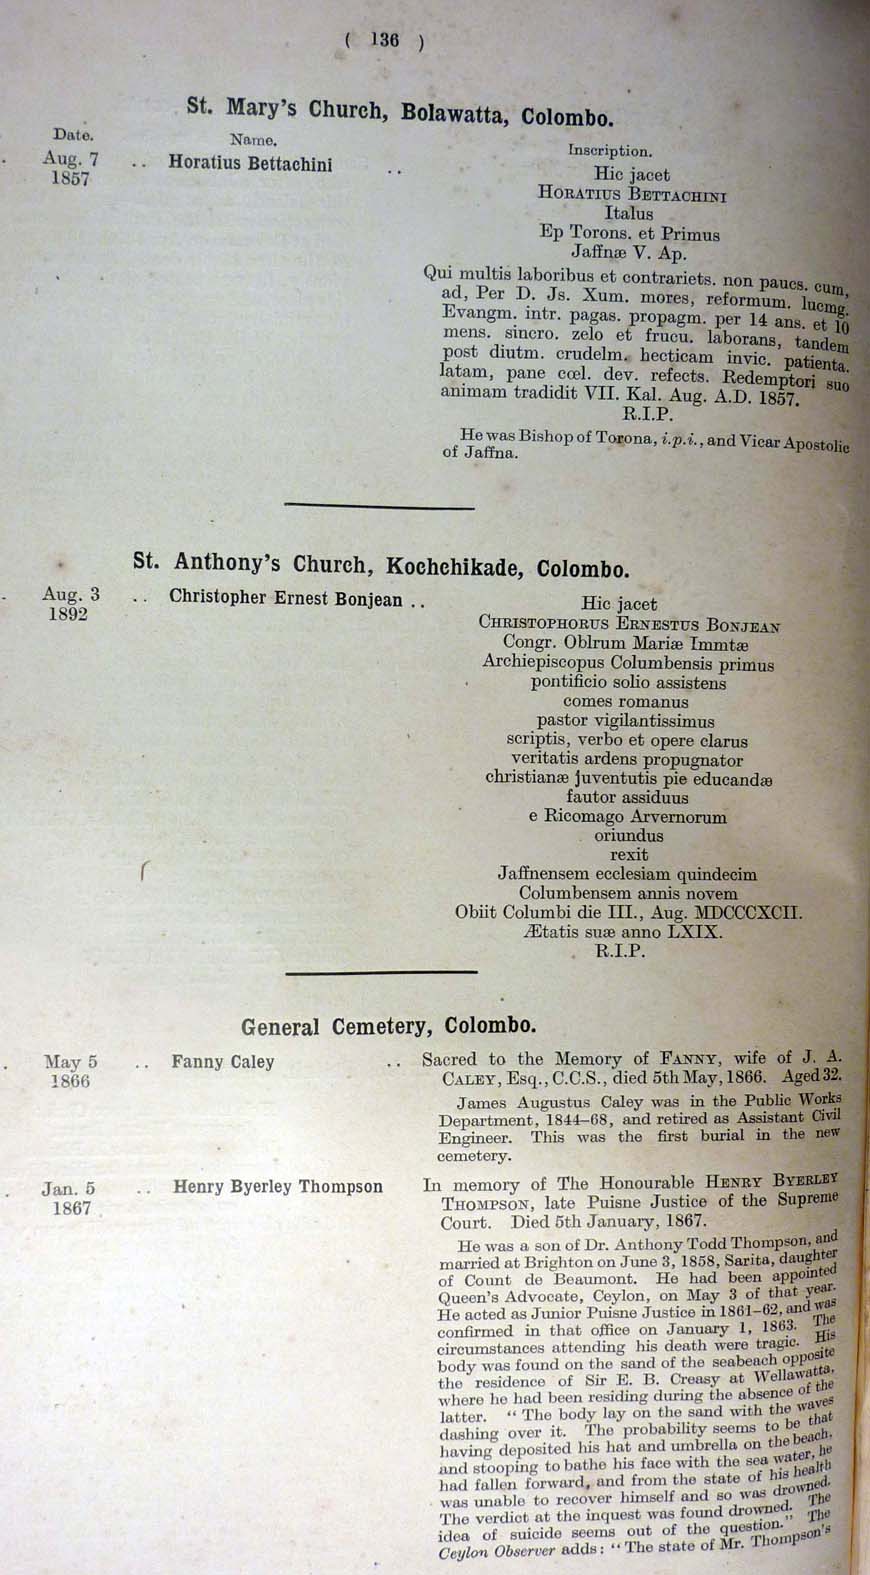 ( 136 )
St. Mary's Church, Bolawatta, Colombo.
Date. Name. Inscription.
Aug. 7 .. Horatius Bettachini .. Hic jacet
1857
HORATIUS BETTACHINI
Italus
Ep Torons. et Primus
Jaffnæ V. Ap.
Qui multis laboribus et contrariets. non paucs. cum,
ad, Per D. Js. Xum. mores, reformum. lucmg.
Evangm. intr. pagas. propagm. per 14 ans. et 10
mens. sincro. zelo et frucu. laborans, tandem
post diutm. crudelm. hecticam invic. patienta.
latam, pane cœl. dev. refects. Redemptori suo
animam tradidit VII. Kal. Aug. A.D. 1857.
R.I.P.
He was Bishop of Torona, i.p.i., and Vicar Apostolic
of Jaffna.
St. Anthony's Church, Kochchikade, Colombo.
Aug. 3 .. Christopher Ernest Bonjean .. Hic jacet
1892
CHRISTOPHORUS ERNESTUS BONJEAN
Congr. Oblrum Mariæ Immtæ
Archiepiscopus Columbensis primus
pontificio solio assistens
comes romanus
pastor vigilantissimus
scriptis, verbo et opere clarus
veritatis ardens propugnator
christianæ juventutis pie educandæ
fautor assiduus
e Ricomago Arvernorum
oriundus
rexit
Jaffnensem ecclesiam quindecim
Columbensem annis novem
Obiit Columbi die III., Aug. MDCCCXCII.
Ætatis suæ anno LXIX.
R.I.P.
General Cemetery, Colombo.
May 5 .. Fanny Caley .. Sacred to the Memory of FANNY, wife of J. A.
1866 CALEY, Esq., C.C.S., died 5th May, 1866. Aged 32.
James Augustus Caley was in the Public Works
Department, 1844–68, and retired as Assistant Civil
Engineer. This was the first burial in the new
cemetery.
Jan. 5 .. Henry Byerley Thompson In memory of The Honourable HENRY BYERLEY
1867 THOMPSON, late Puisne Justice of the Supreme
Court. Died 5th January, 1867.
He was a son of Dr. Anthony Todd Thompson, and
married at Brighton on June 3, 1858, Sarita, daughter
of Count de Beaumont. He had been appointed
Queen's Advocate, Ceylon, on May 3 of that year.
He acted as Junior Puisne Justice in 1861–62, and was
confirmed in that office on January 1, 1863. The
circumstances attending his death were tragic. His
body was found on the sand of the seabeach opposite
the residence of Sir E. B. Creasy at Wellawatta,
where he had been residing during the absence of the
latter. "The body lay on the sand with the waves
dashing over it. The probability seems to be that
having deposited his hat and umbrella on the beach,
and stooping to bathe his face with the sea water, he
had fallen forward, and from the state of his health
was unable to recover himself and so was drowned.
The verdict at the inquest was found drowned. The
idea of suicide seems out of the question." The
Ceylon Observer adds: "The state of Mr. Thompson's